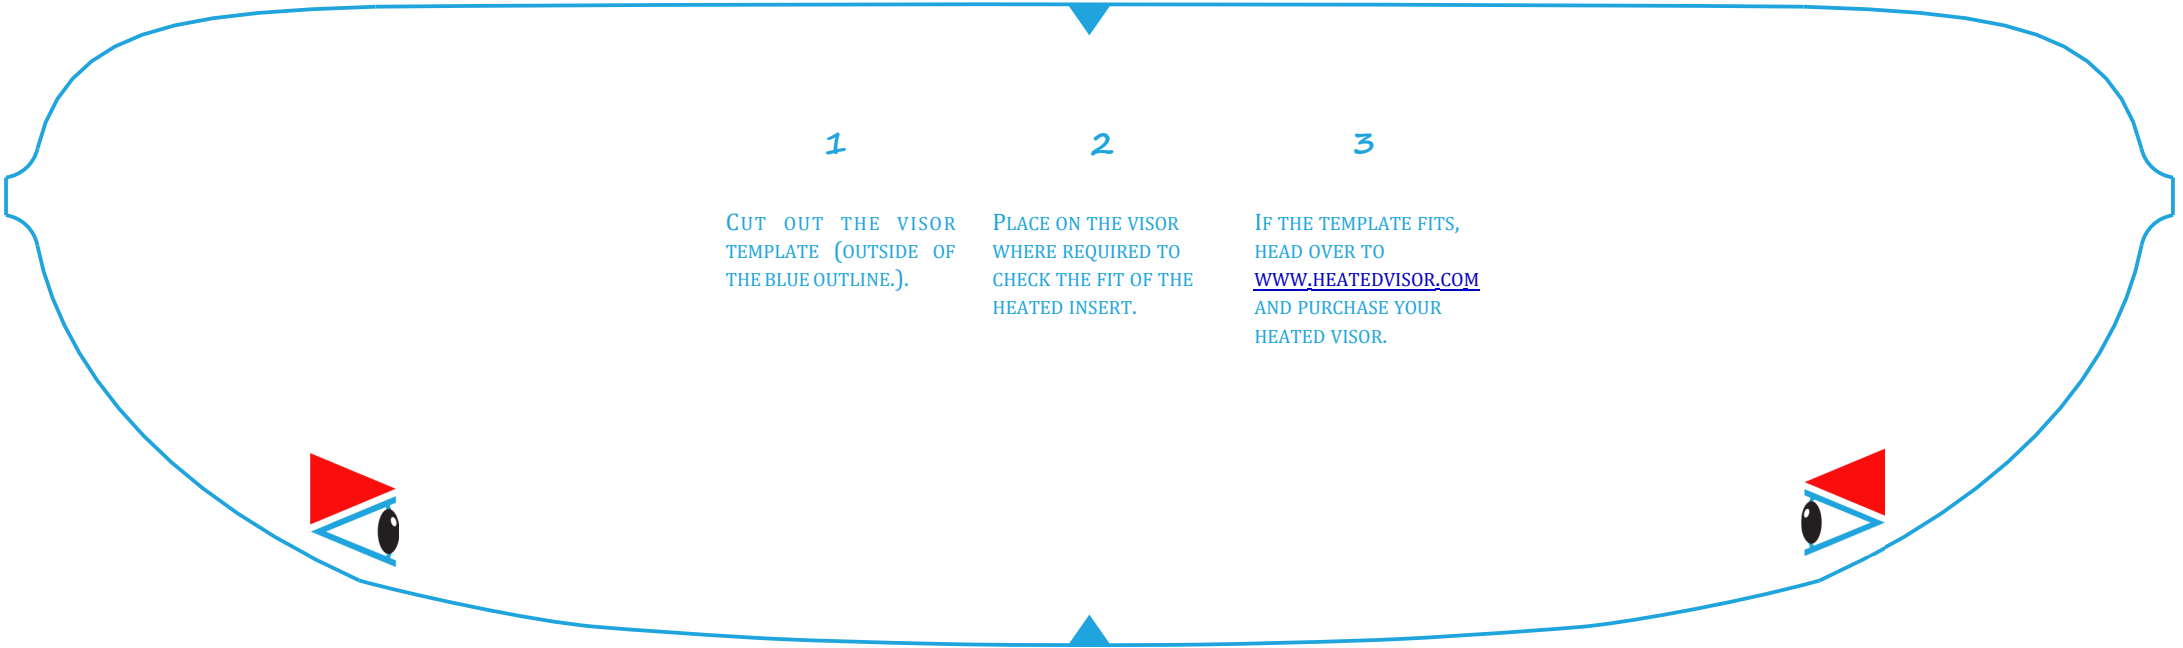 1
CUT OUT THE VISOR
TEMPLATE (OUTSIDE OF
THE BLUE OUTLINE.).
2
PLACE ON THE VISOR
WHERE REQUIRED TO
CHECK THE FIT OF THE
HEATED INSERT.
3
IF THE TEMPLATE FITS,
HEAD OVER TO
WWW.HEATEDVISOR.COM
AND PURCHASE YOUR
HEATED VISOR.